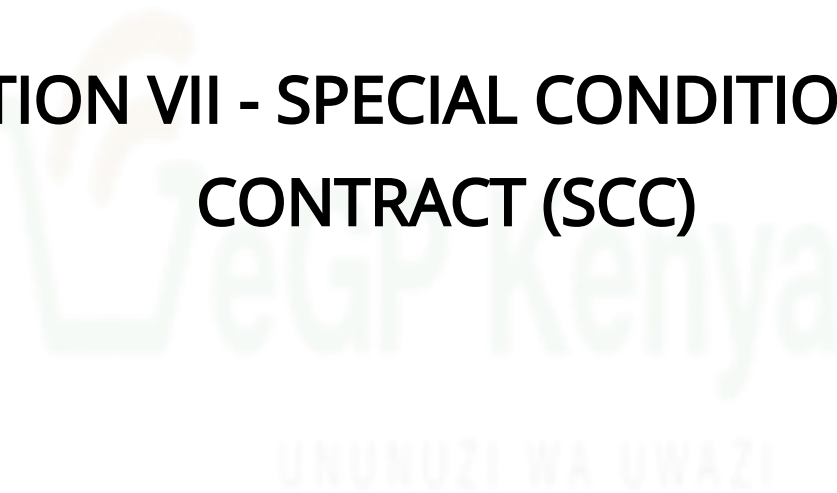 TION VII - SPECIAL CONDITIO
CONTRACT (SCC)
eGP Kenya
UNUNUZI WA UWAZI